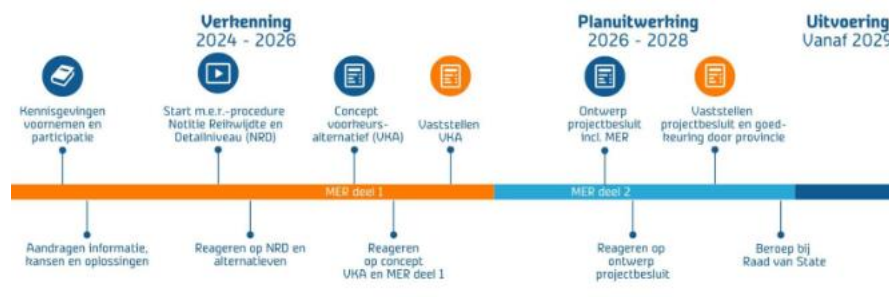 Verkenning
2024 - 2026
Planuitwerking
2026 - 2028
Uitvoering
Vanaf 2029
Kennisgevingen
voornemen en
participatie
Start m.e.r.-procedure
Notitie Reikwijdte en
Detailniveau (NRD)
Concept
voorkeurs-
alternatief (VKA)
Vaststellen
VKA
Ontwerp
projectbesluit
incl. MER
Vaststellen
projectbesluit en goed-
keuring door provincie
MER deel 1
MER deel 2
Aandragen informatie,
kansen en oplossingen
Reageren op NRD en
alternatieven
Reageren
op concept
VKA en MER deel 1
Reageren op
ontwerp
projectbesluit
Beroep bij
Raad van State